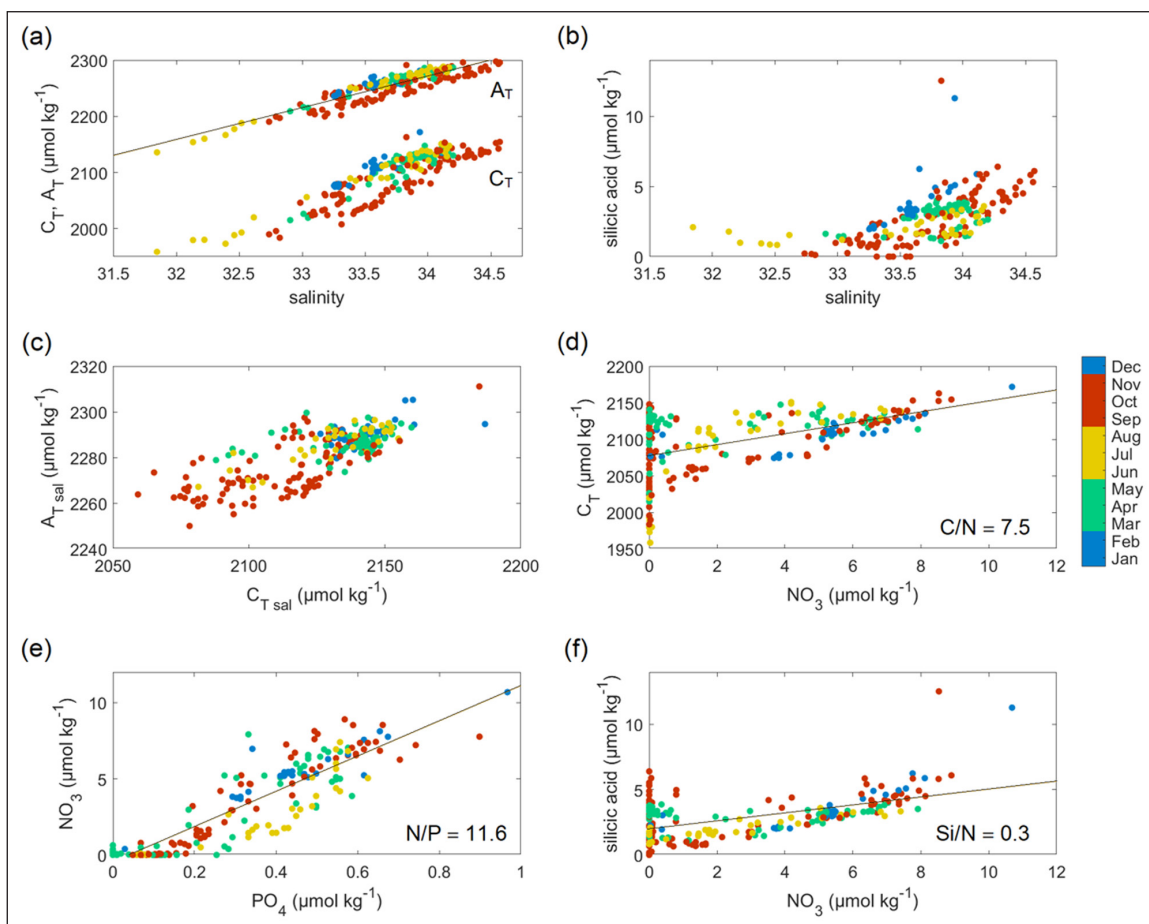 (a)
2300
2200
2100
2000
C_T, A_T (µmol kg⁻¹)
A_T
C_T
31.5 32 32.5 33 33.5 34 34.5
salinity
(b)
10
5
0
silicic acid (µmol kg⁻¹)
31.5 32 32.5 33 33.5 34 34.5
salinity
(c)
2320
2300
2280
2260
2240
A_T sal (µmol kg⁻¹)
2050 2100 2150 2200
C_T sal (µmol kg⁻¹)
(d)
2200
2150
2100
2050
2000
1950
C_T (µmol kg⁻¹)
C/N = 7.5
0 2 4 6 8 10 12
NO₃ (µmol kg⁻¹)
Dec
Nov
Oct
Sep
Aug
Jul
Jun
May
Apr
Mar
Feb
Jan
(e)
10
5
0
NO₃ (µmol kg⁻¹)
N/P = 11.6
0 0.2 0.4 0.6 0.8 1
PO₄ (µmol kg⁻¹)
(f)
10
5
0
silicic acid (µmol kg⁻¹)
Si/N = 0.3
0 2 4 6 8 10 12
NO₃ (µmol kg⁻¹)